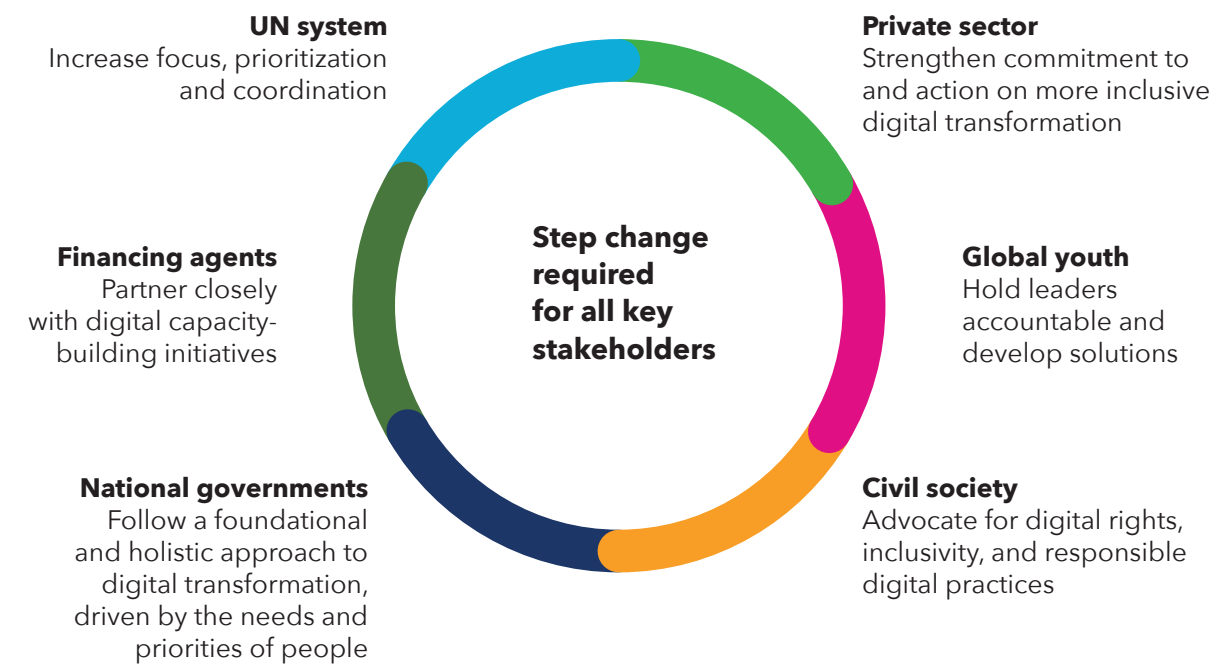 UN system
Increase focus, prioritization
and coordination
Private sector
Strengthen commitment to
and action on more inclusive
digital transformation
Financing agents
Partner closely
with digital capacity-
building initiatives
Step change
required
for all key
stakeholders
Global youth
Hold leaders
accountable and
develop solutions
National governments
Follow a foundational
and holistic approach to
digital transformation,
driven by the needs and
priorities of people
Civil society
Advocate for digital rights,
inclusivity, and responsible
digital practices